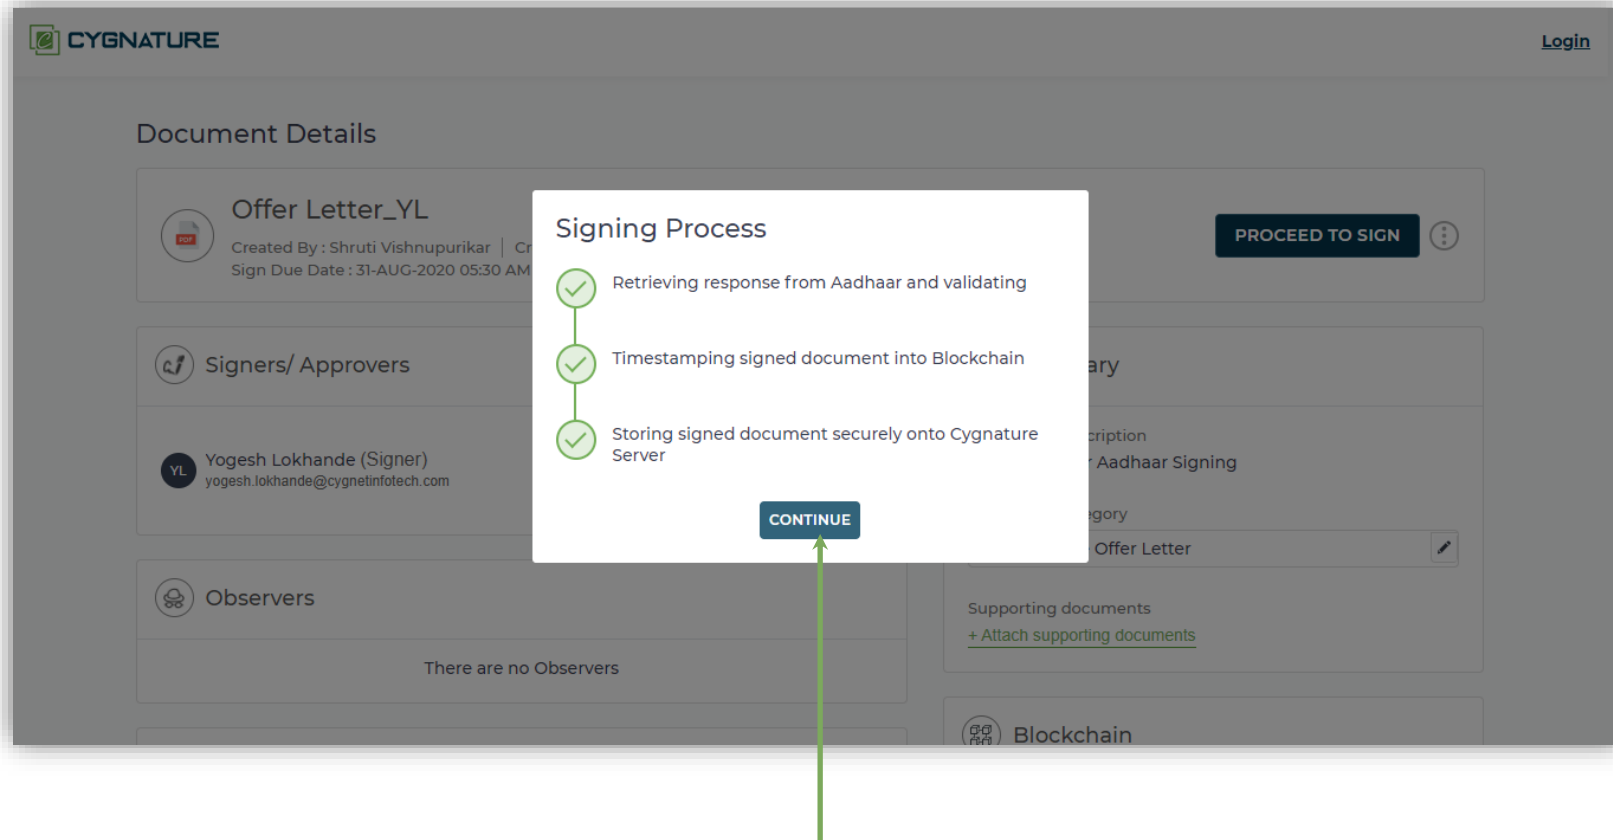 CYGNATURE
Login
Document Details
Offer Letter_YL
Created By : Shruti Vishnupurikar | Cr
Sign Due Date : 31-AUG-2020 05:30 AM
PDF
PROCEED TO SIGN
Signing Process
Retrieving response from Aadhaar and validating
Timestamping signed document into Blockchain
Storing signed document securely onto Cygnature
Server
CONTINUE
Signers/ Approvers
YL
Yogesh Lokhande (Signer)
yogesh.lokhande@cygnetinfotech.com
Observers
There are no Observers
ary
cription
Aadhaar Signing
egory
Offer Letter
Supporting documents
+ Attach supporting documents
Blockchain